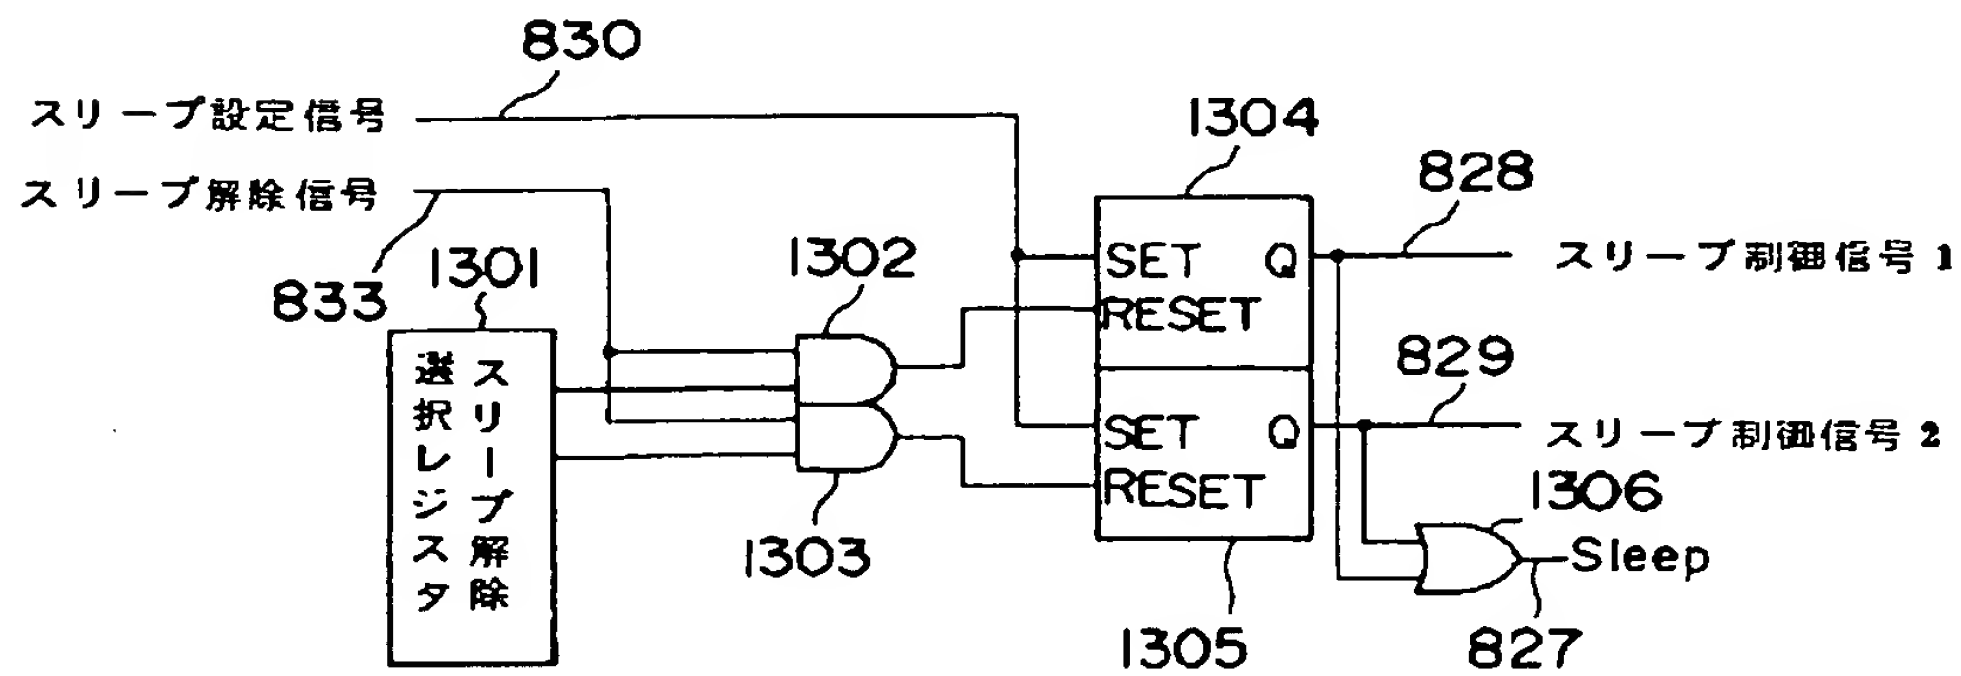 830
スリープ設定信号
1304
828
スリープ解除信号
1302
1301
833
SET Q
スリープ制御信号1
RESET
829
スリープ解除
選択レジスタ
SET Q
スリープ制御信号2
RESET
1306
1303
Sleep
1305
827